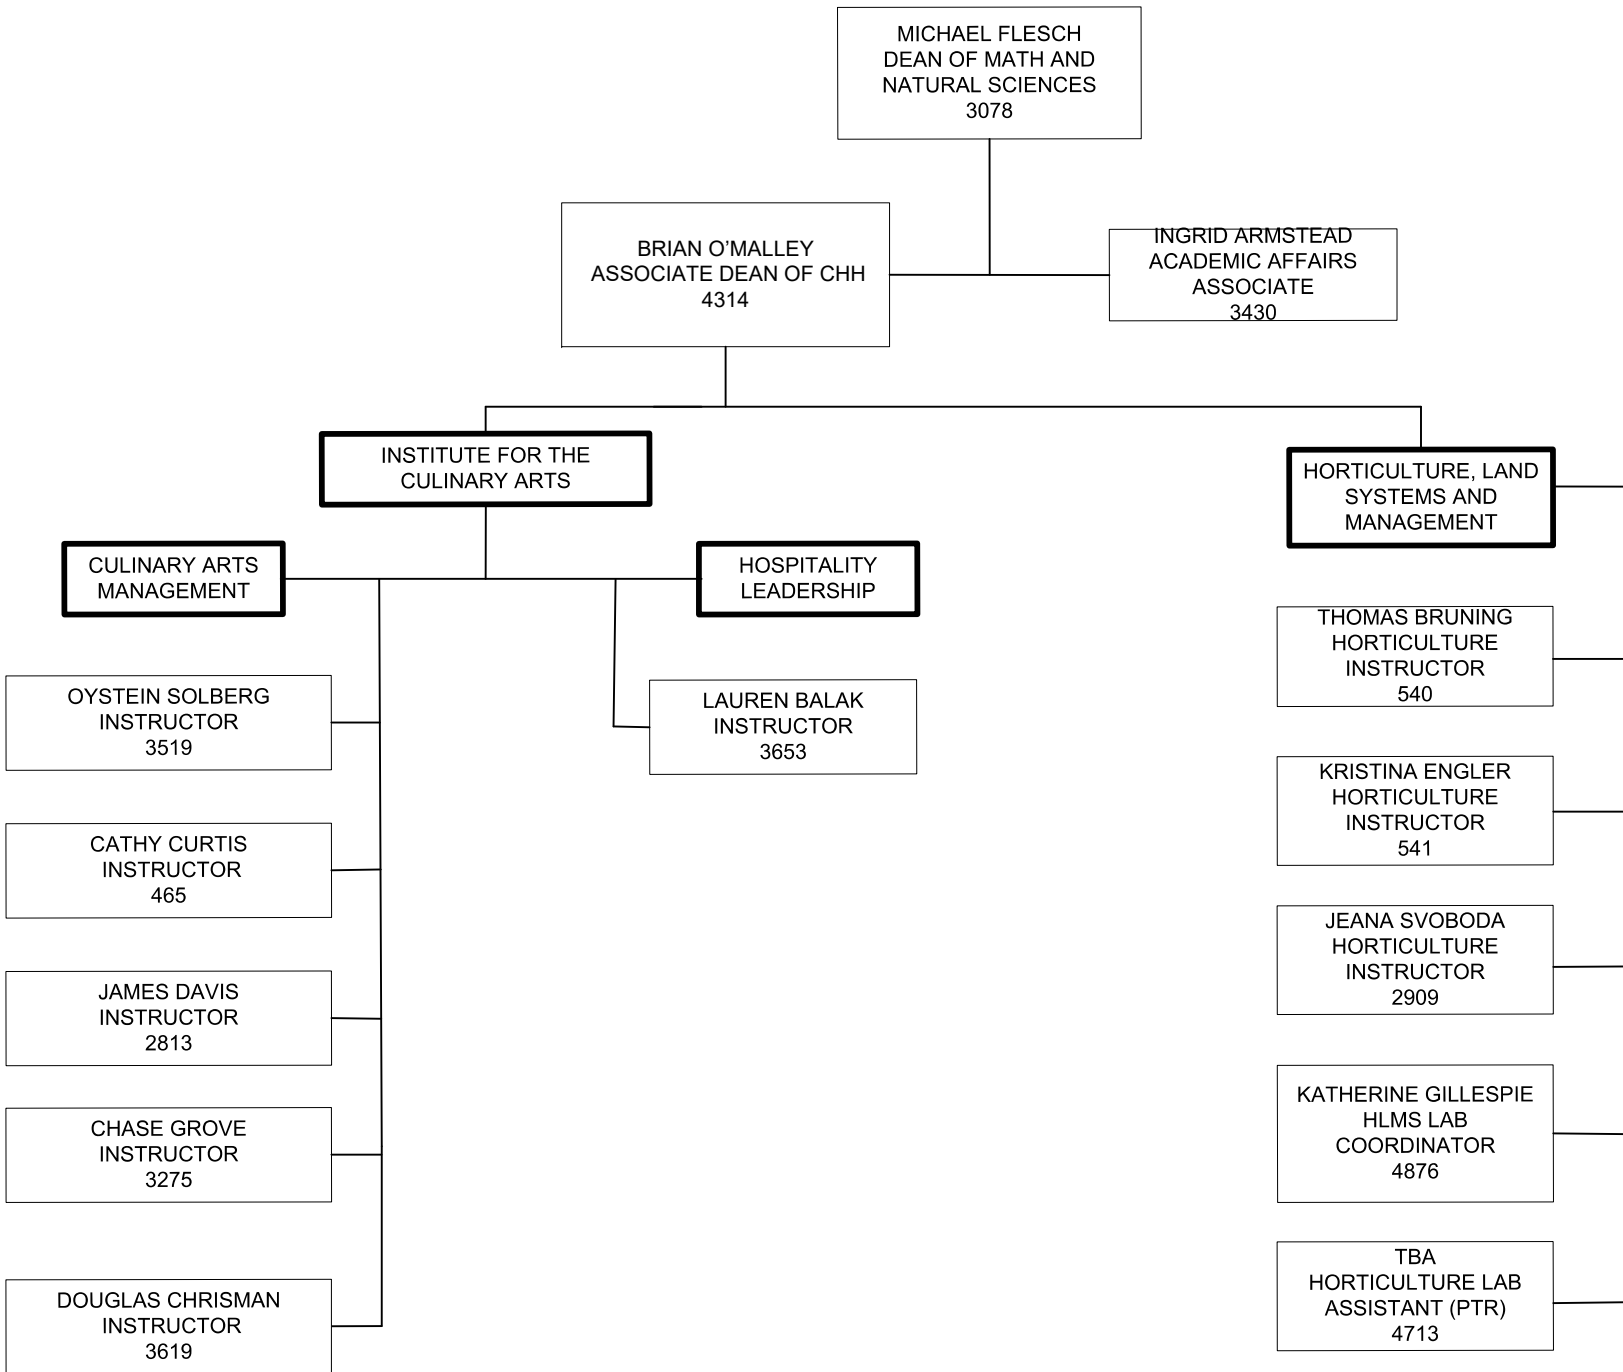 MICHAEL FLESCH
DEAN OF MATH AND
NATURAL SCIENCES
3078
BRIAN O’MALLEY
ASSOCIATE DEAN OF CHH
4314
INGRID ARMSTEAD
ACADEMIC AFFAIRS
ASSOCIATE
3430
INSTITUTE FOR THE
CULINARY ARTS
HORTICULTURE, LAND
SYSTEMS AND
MANAGEMENT
CULINARY ARTS
MANAGEMENT
HOSPITALITY
LEADERSHIP
OYSTEIN SOLBERG
INSTRUCTOR
3519
CATHY CURTIS
INSTRUCTOR
465
JAMES DAVIS
INSTRUCTOR
2813
CHASE GROVE
INSTRUCTOR
3275
DOUGLAS CHRISMAN
INSTRUCTOR
3619
LAUREN BALAK
INSTRUCTOR
3653
THOMAS BRUNING
HORTICULTURE
INSTRUCTOR
540
KRISTINA ENGLER
HORTICULTURE
INSTRUCTOR
541
JEANA SVOBODA
HORTICULTURE
INSTRUCTOR
2909
KATHERINE GILLESPIE
HLMS LAB
COORDINATOR
4876
TBA
HORTICULTURE LAB
ASSISTANT (PTR)
4713